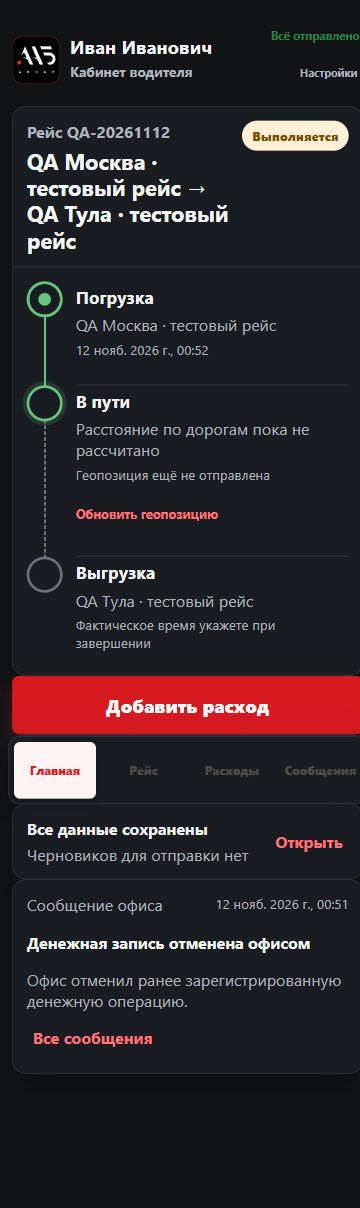 Всё отправлено
Иван Иванович
Кабинет водителя
Настройки
Рейс QA-20261112
Выполняется
QA Москва ·
тестовый рейс →
QA Тула · тестовый
рейс
Погрузка
QA Москва · тестовый рейс
12 нояб. 2026 г., 00:52
В пути
Расстояние по дорогам пока не
рассчитано
Геопозиция ещё не отправлена
Обновить геопозицию
Выгрузка
QA Тула · тестовый рейс
Фактическое время укажете при
завершении
Добавить расход
Главная
Рейс
Расходы
Сообщения
Все данные сохранены
Черновиков для отправки нет
Открыть
Сообщение офиса
12 нояб. 2026 г., 00:51
Денежная запись отменена офисом
Офис отменил ранее зарегистрированную
денежную операцию.
Все сообщения